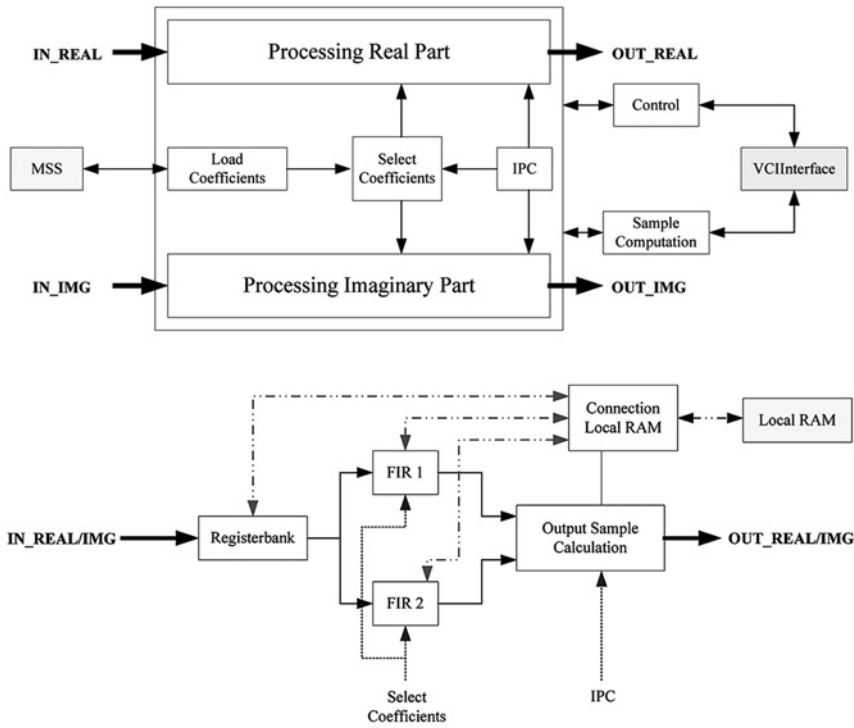 IN_REAL
Processing Real Part
OUT_REAL
Control
MSS
Load
Coefficients
Select
Coefficients
IPC
VCIInterface
Sample
Computation
IN_IMG
Processing Imaginary Part
OUT_IMG
Connection
Local RAM
Local RAM
FIR 1
IN_REAL/IMG
Registerbank
Output Sample
Calculation
OUT_REAL/IMG
FIR 2
Select
Coefficients
IPC